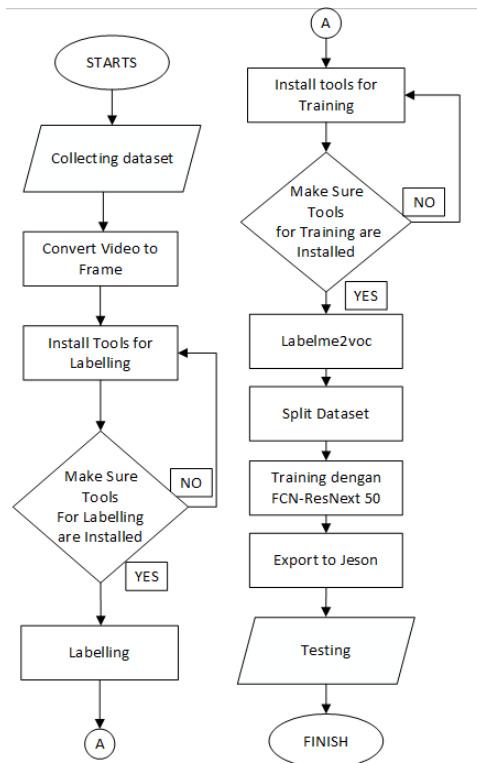 STARTS
Collecting dataset
Convert Video to
Frame
Install Tools for
Labelling
Make Sure
Tools
For Labelling
are Installed
NO
YES
Labelling
A
A
Install tools for
Training
Make Sure
Tools
for Training are
Installed
NO
YES
Labelme2voc
Split Dataset
Training dengan
FCN-ResNext 50
Export to Jeson
Testing
FINISH